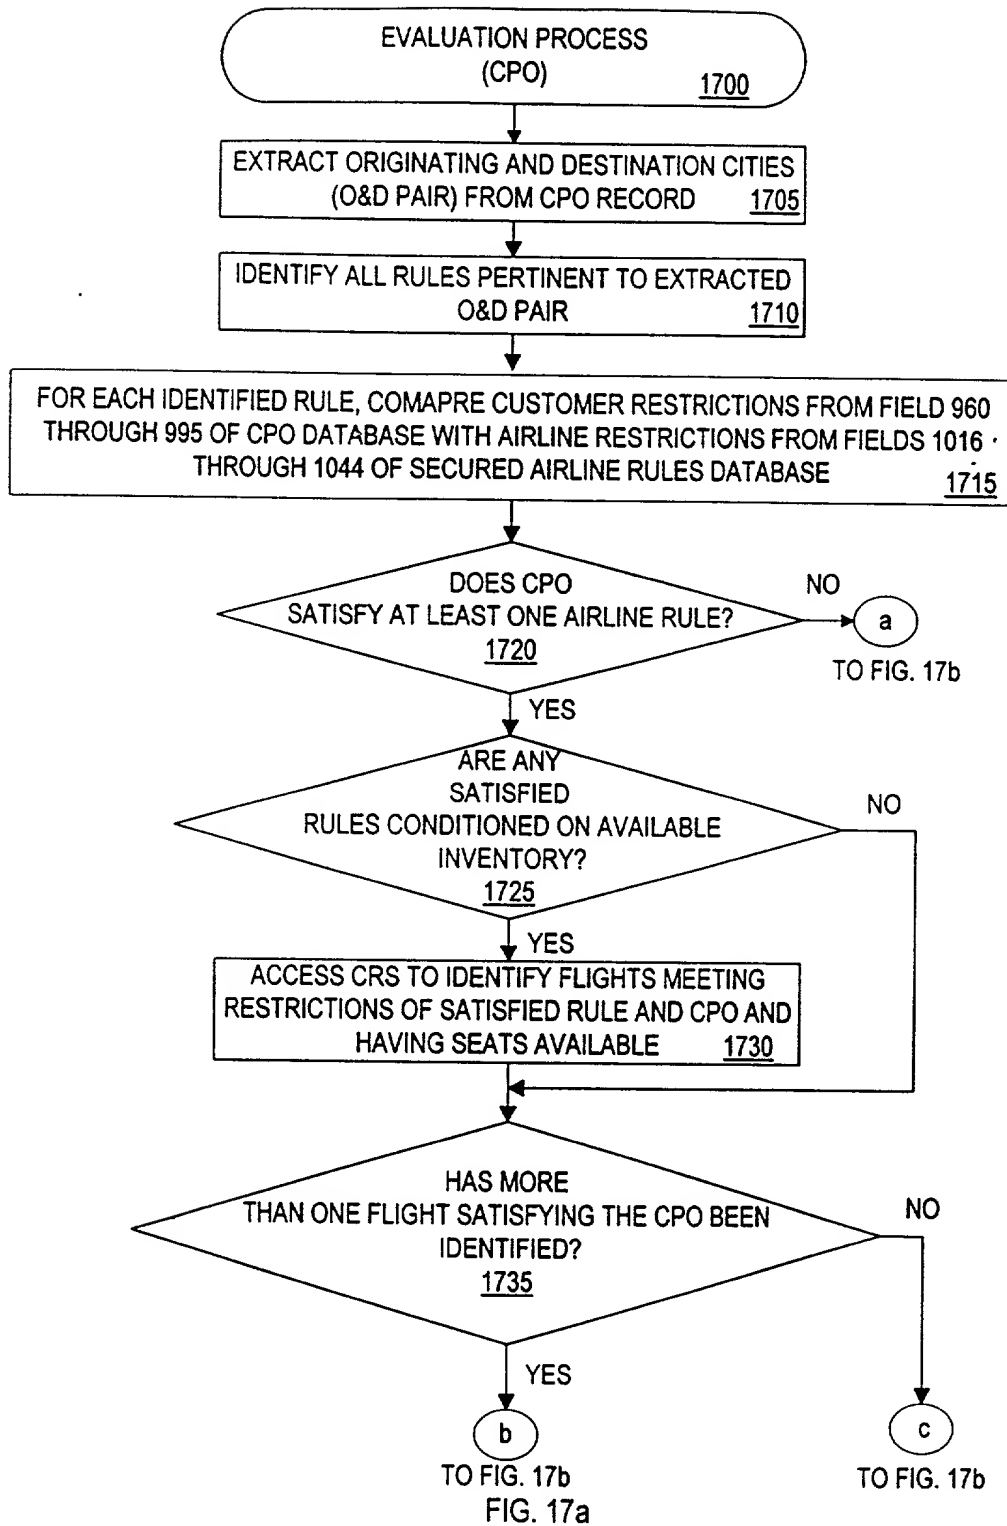 EVALUATION PROCESS
(CPO) 1700
EXTRACT ORIGINATING AND DESTINATION CITIES
(O&D PAIR) FROM CPO RECORD 1705
IDENTIFY ALL RULES PERTINENT TO EXTRACTED
O&D PAIR 1710
FOR EACH IDENTIFIED RULE, COMAPRE CUSTOMER RESTRICTIONS FROM FIELD 960
THROUGH 995 OF CPO DATABASE WITH AIRLINE RESTRICTIONS FROM FIELDS 1016
THROUGH 1044 OF SECURED AIRLINE RULES DATABASE 1715
DOES CPO
SATISFY AT LEAST ONE AIRLINE RULE?
1720
NO
a
TO FIG. 17b
YES
ARE ANY
SATISFIED
RULES CONDITIONED ON AVAILABLE
INVENTORY?
1725
NO
YES
ACCESS CRS TO IDENTIFY FLIGHTS MEETING
RESTRICTIONS OF SATISFIED RULE AND CPO AND
HAVING SEATS AVAILABLE 1730
HAS MORE
THAN ONE FLIGHT SATISFYING THE CPO BEEN
IDENTIFIED?
1735
NO
YES
b
TO FIG. 17b
c
TO FIG. 17b
FIG. 17a